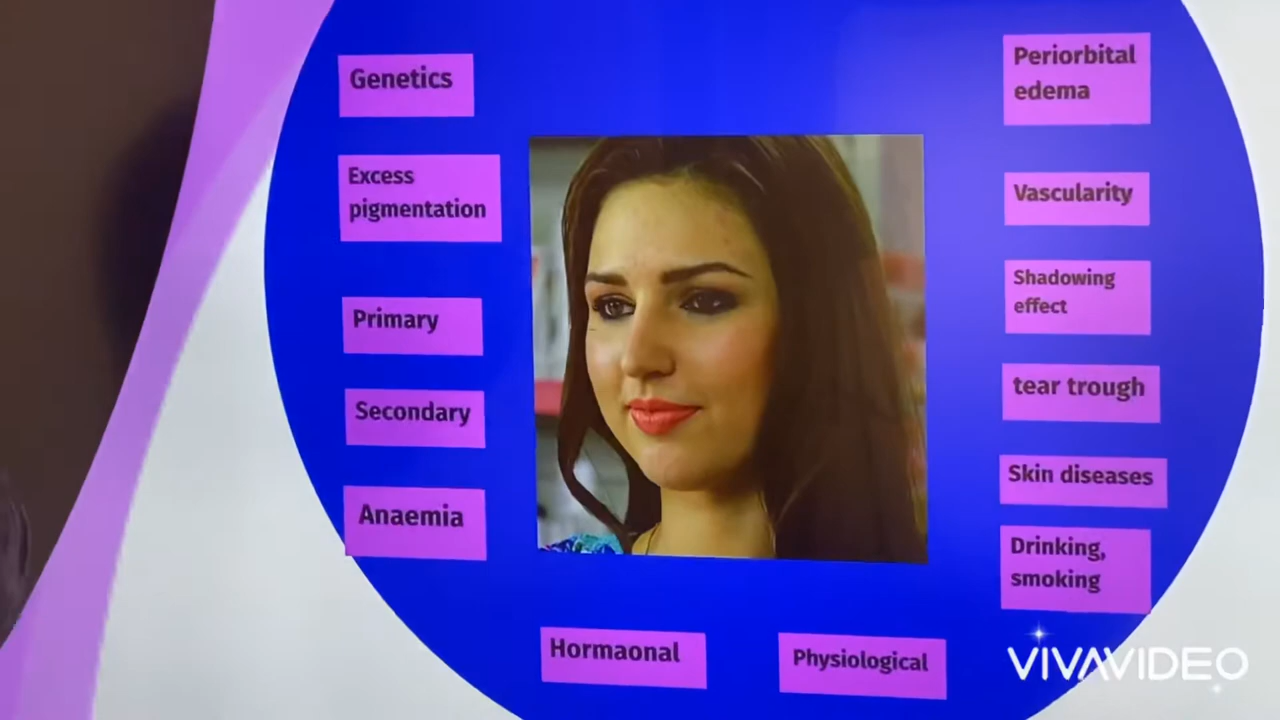 Genetics
Excess
pigmentation
Primary
Secondary
Anaemia
Hormaonal
Physiological
Periorbital
edema
Vascularity
Shadowing
effect
tear trough
Skin diseases
Drinking,
smoking
VIVAVIDEO